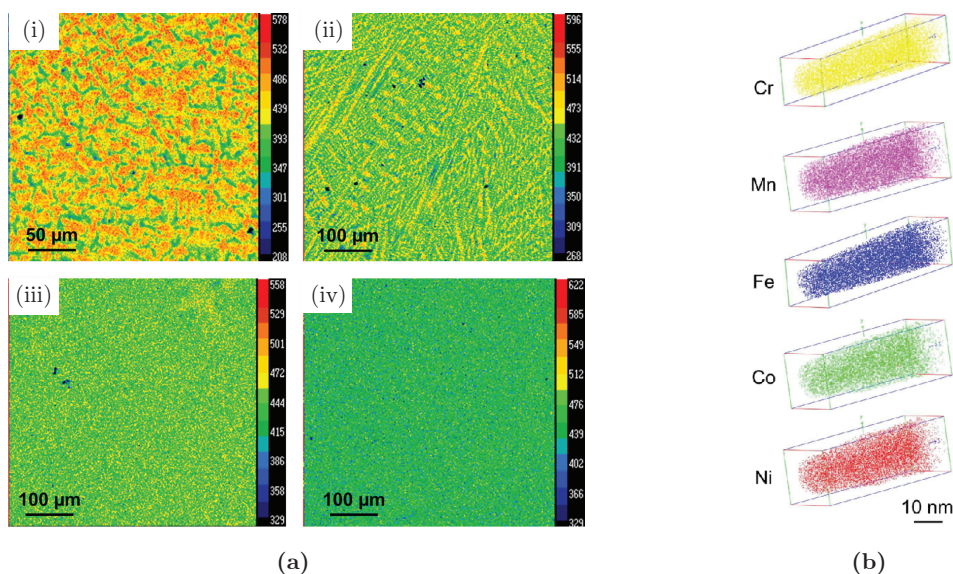 (i)
578
532
486
439
393
347
301
255
208
50 µm
(ii)
596
555
514
473
432
391
350
309
268
100 µm
(iii)
558
530
501
472
444
415
386
358
329
100 µm
(iv)
622
585
549
512
476
439
402
366
329
100 µm
(a)
Cr
Mn
Fe
Co
Ni
10 nm
(b)